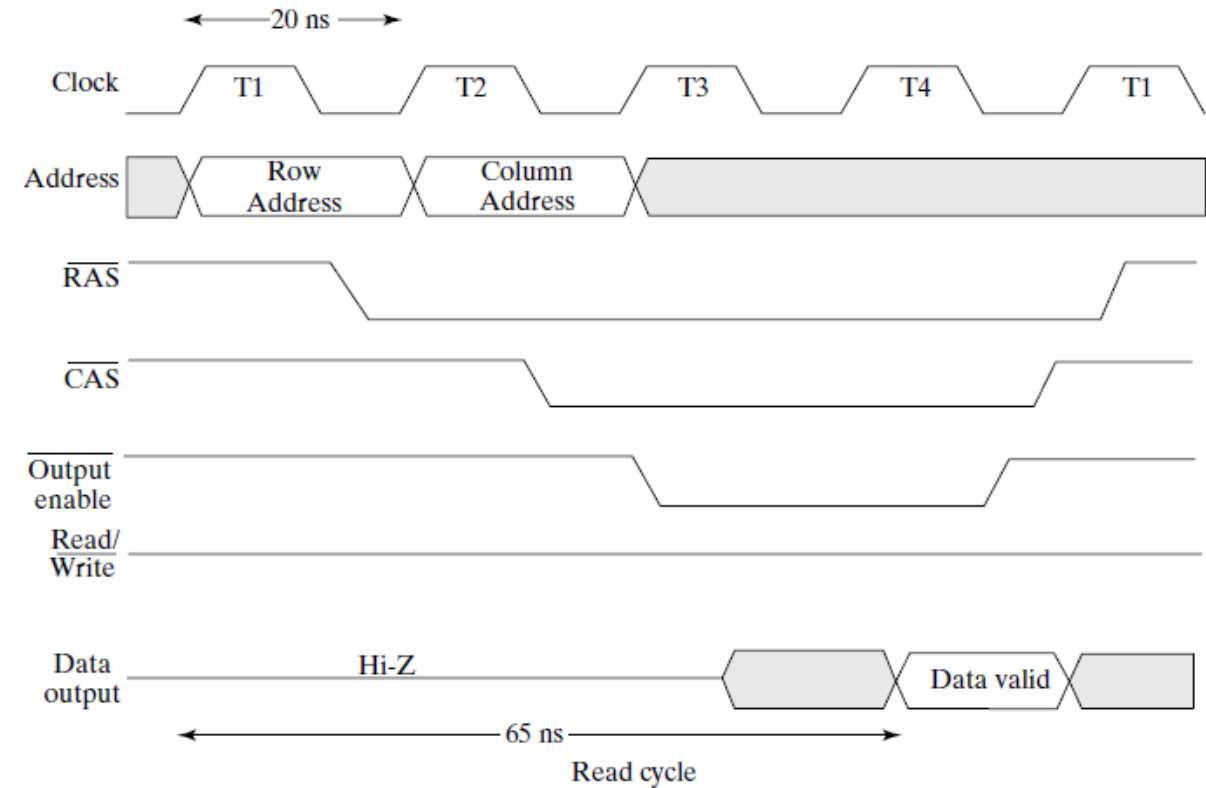 20 ns
Clock
T1
T2
T3
T4
T1
Address
Row
Address
Column
Address
RAS
CAS
Output
enable
Read/
Write
Data
output
Hi-Z
Data valid
65 ns
Read cycle